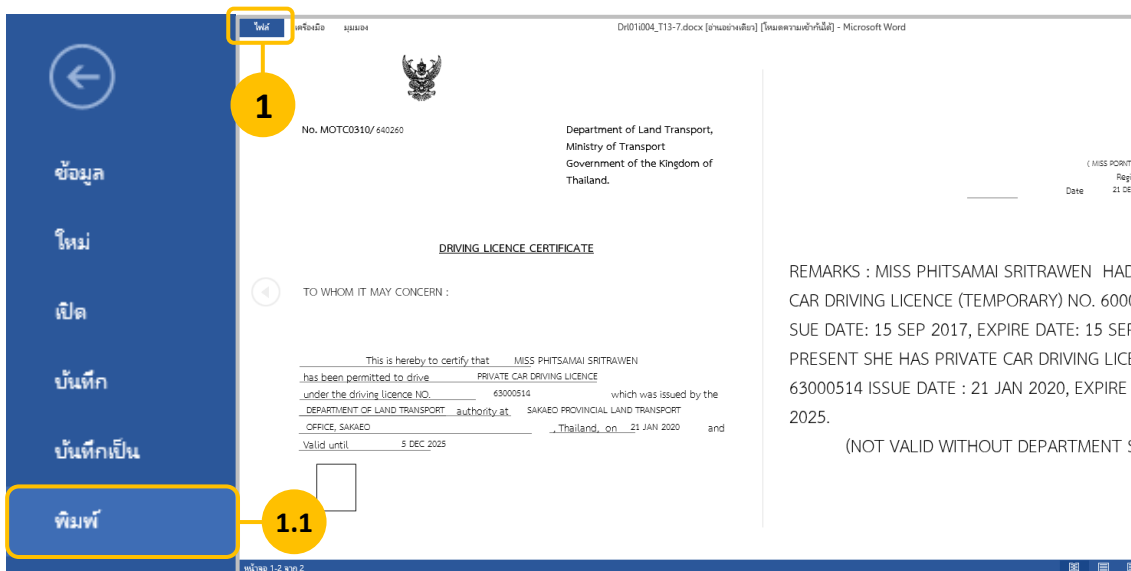 ไฟล์ เครื่องมือ มุมมอง
Drl01i004_T13-7.docx [อ่านอย่างเดียว] [โหมดความเข้ากันได้] - Microsoft Word
1
ข้อมูล
ใหม่
เปิด
บันทึก
บันทึกเป็น
พิมพ์
1.1
No. MOTC0310/ 640260
Department of Land Transport,
Ministry of Transport
Government of the Kingdom of
Thailand.
DRIVING LICENCE CERTIFICATE
TO WHOM IT MAY CONCERN :
This is hereby to certify that MISS PHITSAMAI SRITRAWEN
has been permitted to drive PRIVATE CAR DRIVING LICENCE
under the driving licence NO. 63000514 which was issued by the
DEPARTMENT OF LAND TRANSPORT authority at SAKAEO PROVINCIAL LAND TRANSPORT
OFFICE, SAKAEO , Thailand, on 21 JAN 2020 and
Valid until 5 DEC 2025
( MISS PORNT
Regi
Date 21 DE
REMARKS : MISS PHITSAMAI SRITRAWEN HAD
CAR DRIVING LICENCE (TEMPORARY) NO. 600
SUE DATE: 15 SEP 2017, EXPIRE DATE: 15 SEP
PRESENT SHE HAS PRIVATE CAR DRIVING LICE
63000514 ISSUE DATE : 21 JAN 2020, EXPIRE
2025.
(NOT VALID WITHOUT DEPARTMENT S
หน้าจอ 1-2 จาก 2